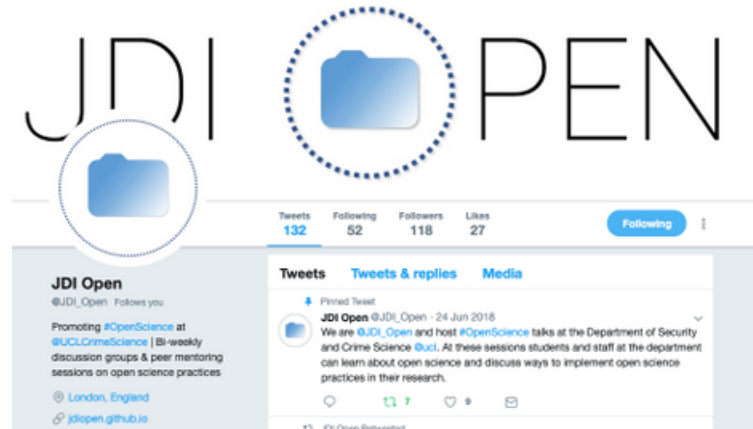 JDI OPEN
Tweets Following Followers Likes
132 52 118 27
Following
JDI Open
@JDI_Open Follows you
Promoting #OpenScience at
@UCLCrimeScience | Bi-weekly
discussion groups & peer mentoring
sessions on open science practices
London, England
jdiopen.github.io
Tweets Tweets & replies Media
Pinned Tweet
JDI Open @JDI_Open · 24 Jun 2018
We are @JDI_Open and host #OpenScience talks at the Department of Security
and Crime Science @ucl. At these sessions students and staff at the department
can learn about open science and discuss ways to implement open science
practices in their research.
7 9
JDI Open Retweeted